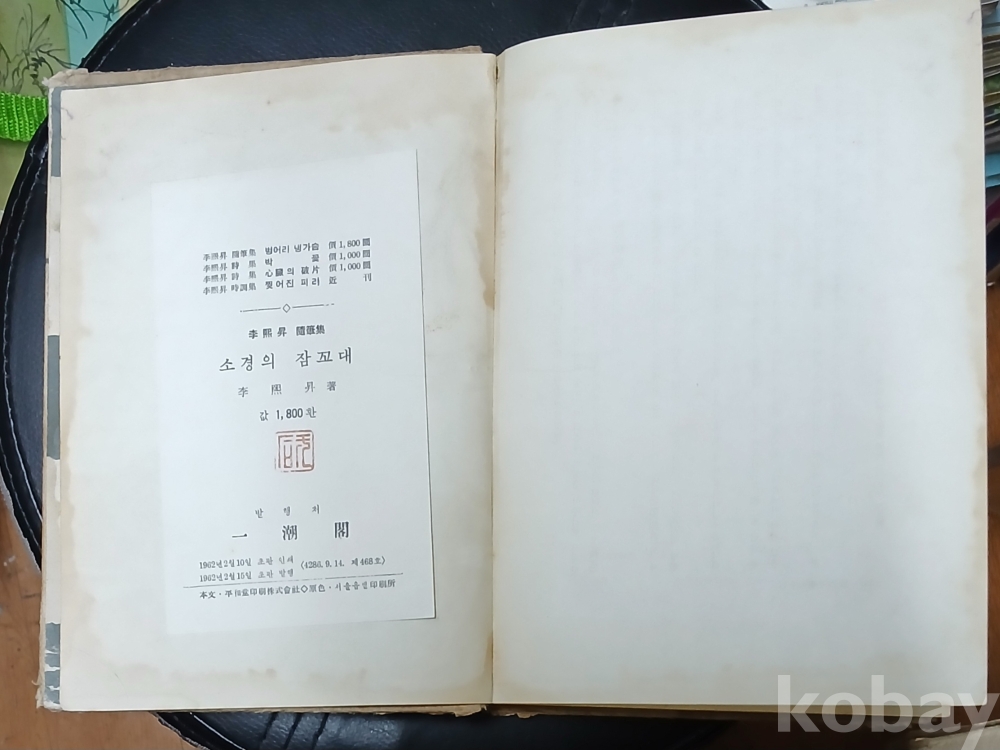 李熙昇 隨筆集 벙어리 냉가슴 價 1,800圜
李熙昇 詩集 박꽃 價 1,000圜
李熙昇 詩集 心臟의 破片 價 1,000圜
李熙昇 時調集 찢어진 피리 近刊
李熙昇 隨筆集
소경의 잠꼬대
李熙昇 著
값 1,800환
발행처
一潮閣
1962년2월10일 초판 인쇄
1962년2월15일 초판 발행
〈4286.9.14. 제468호〉
本文·平和堂印刷株式會社◇原色·서울印刷所
kobay